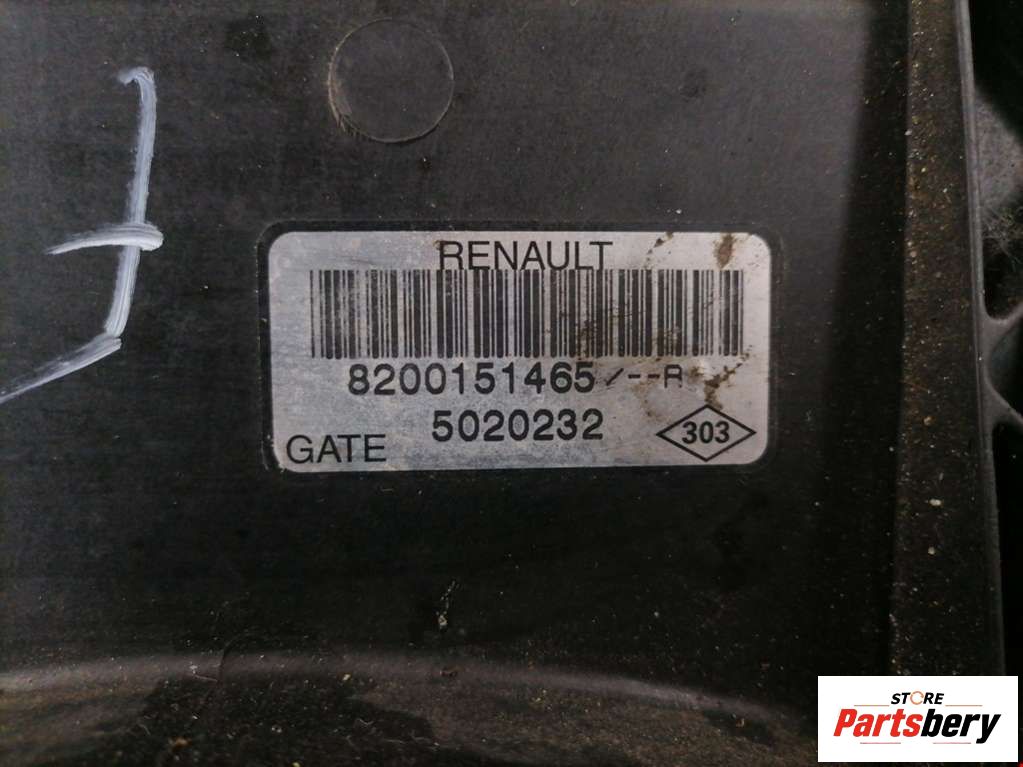 RENAULT
8200151465/--R
5020232
GATE
303
STORE
Partsbery